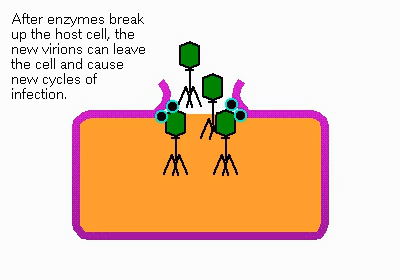 After enzymes break
up the host cell, the
new virions can leave
the cell and cause
new cycles of
infection.